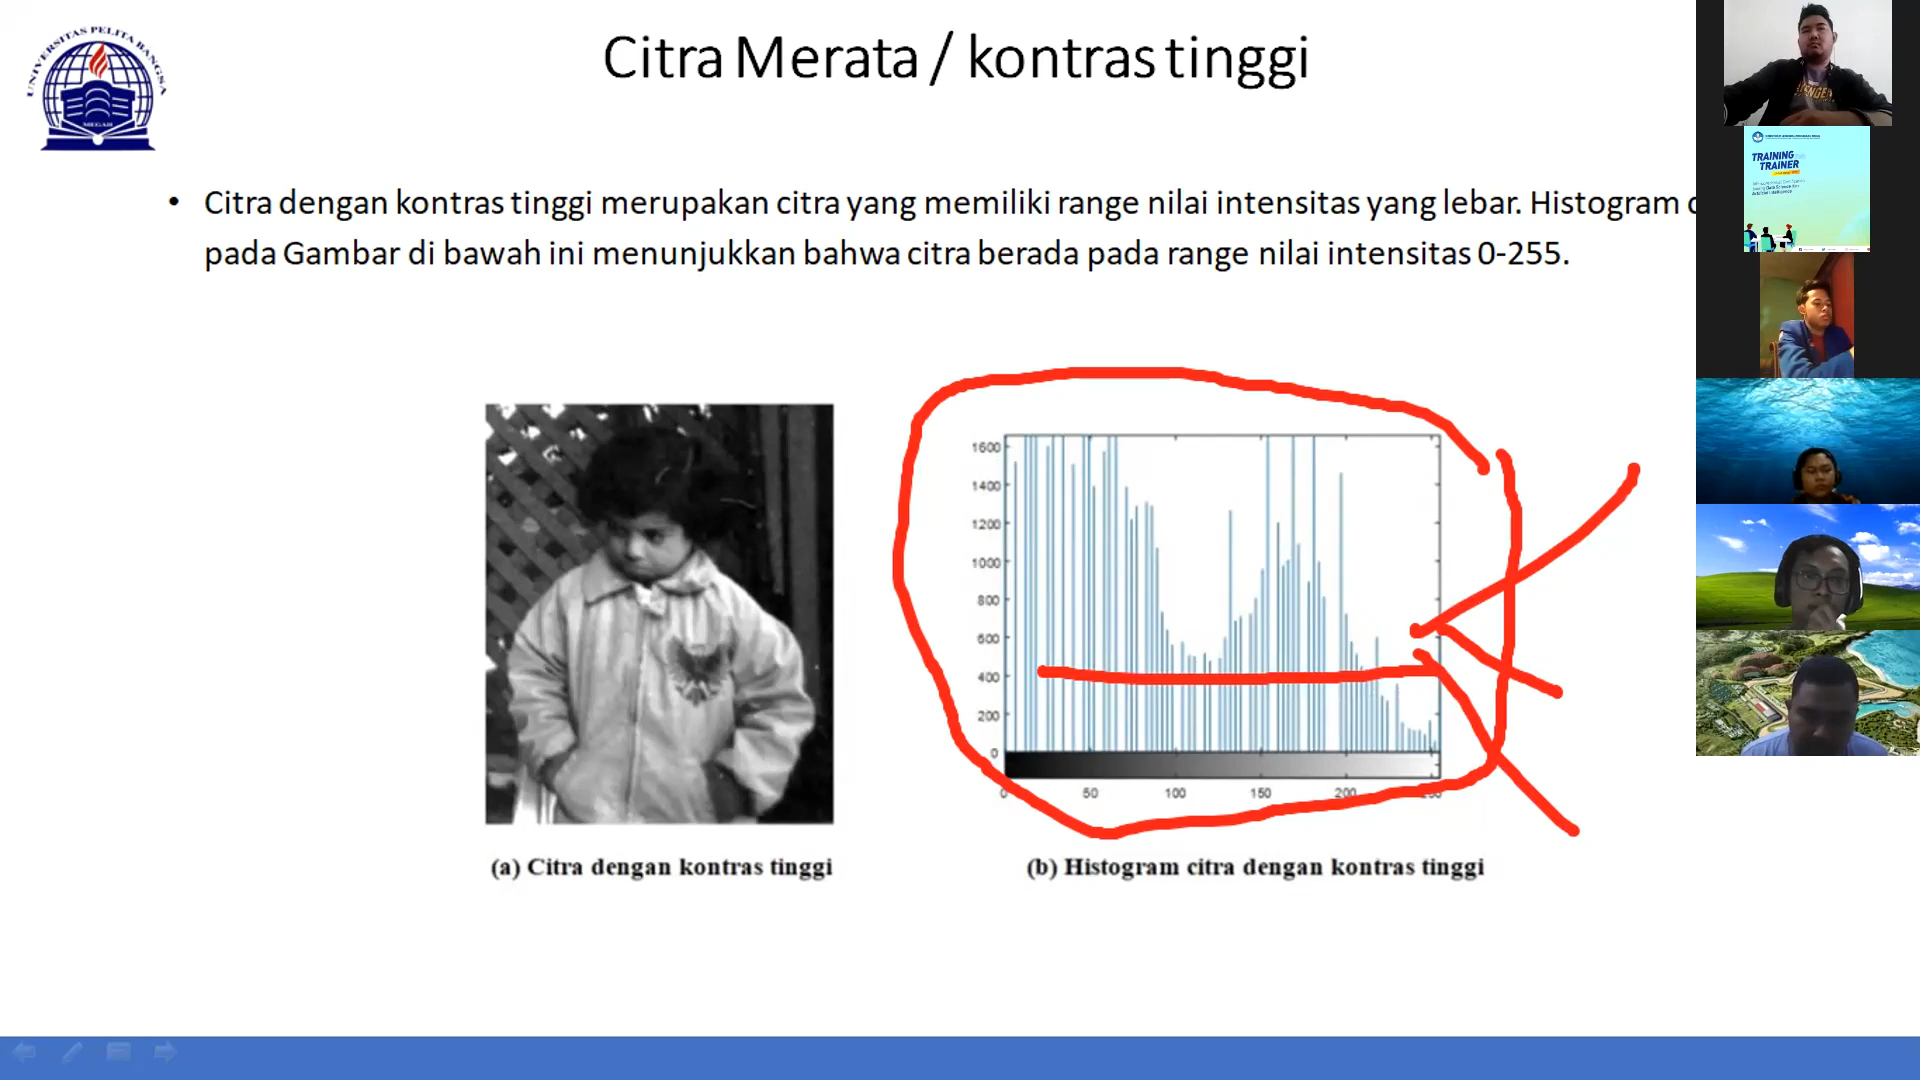 UNIVERSITAS PELITA BANGSA
Citra Merata / kontras tinggi
• Citra dengan kontras tinggi merupakan citra yang memiliki range nilai intensitas yang lebar. Histogram
pada Gambar di bawah ini menunjukkan bahwa citra berada pada range nilai intensitas 0-255.
TRAINING
TRAINER
1600
1400
1200
1000
800
600
400
200
0
0 50 100 150 200
(a) Citra dengan kontras tinggi
(b) Histogram citra dengan kontras tinggi